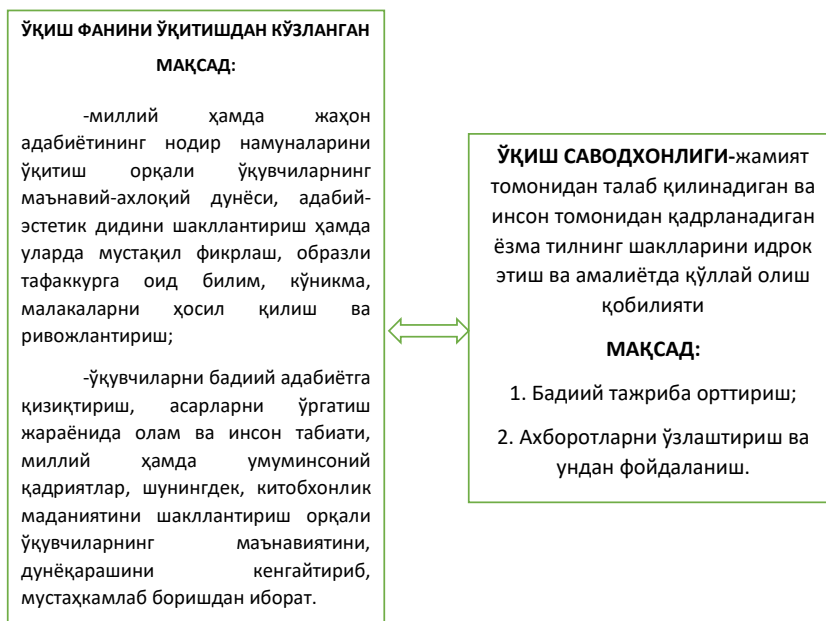 ЎҚИШ ФАНИНИ ЎҚИТИШДАН КЎЗЛАНГАН
МАҚСАД:
-миллий ҳамда жаҳон
адабиётининг нодир намуналарини
ўқитиш орқали ўқувчиларнинг
маънавий-ахлоқий дунёси, адабий-
эстетик дидини шакллантириш ҳамда
уларда мустақил фикрлаш, образли
тафаккурга оид билим, кўникма,
малакаларни ҳосил қилиш ва
ривожлантириш;
-ўқувчиларни бадиий адабиётга
қизиқтириш, асарларни ўргатиш
жараёнида олам ва инсон табиати,
миллий ҳамда умуминсоний
қадриятлар, шунингдек, китобхонлик
маданиятини шакллантириш орқали
ўқувчиларнинг маънавиятини,
дунёқарашини кенгайтириб,
мустаҳкамлаб боришдан иборат.
ЎҚИШ САВОДХОНЛИГИ-жамият
томонидан талаб қилинадиган ва
инсон томонидан қадрланадиган
ёзма тилнинг шаклларини идрок
этиш ва амалиётда қўллай олиш
қобилияти
МАҚСАД:
1. Бадиий тажриба орттириш;
2. Ахборотларни ўзлаштириш ва
ундан фойдаланиш.